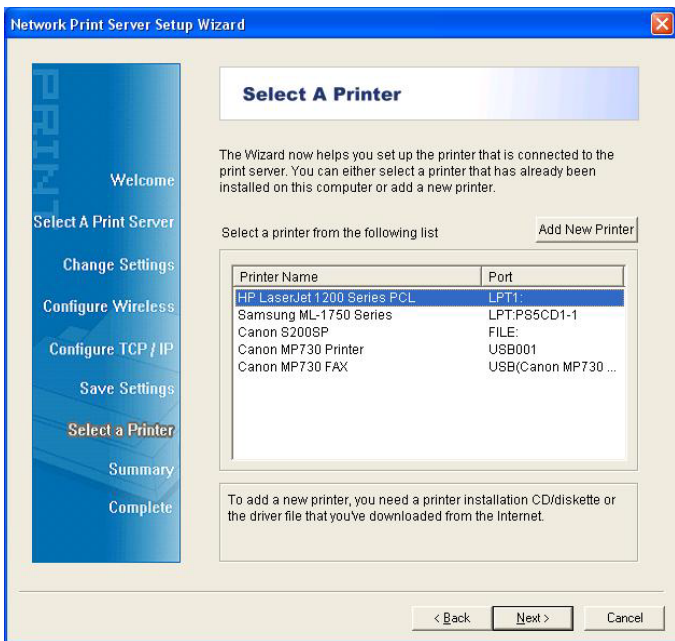 Network Print Server Setup Wizard
PRINT
Welcome
Select A Print Server
Change Settings
Configure Wireless
Configure TCP / IP
Save Settings
Select a Printer
Summary
Complete
Select A Printer
The Wizard now helps you set up the printer that is connected to the
print server. You can either select a printer that has already been
installed on this computer or add a new printer.
Select a printer from the following list
Add New Printer
Printer Name Port
HP LaserJet 1200 Series PCL LPT1:
Samsung ML-1750 Series LPT:PS5CD1-1
Canon S200SP FILE:
Canon MP730 Printer USB001
Canon MP730 FAX USB(Canon MP730 ...
To add a new printer, you need a printer installation CD/diskette or
the driver file that you've downloaded from the Internet.
< Back Next > Cancel